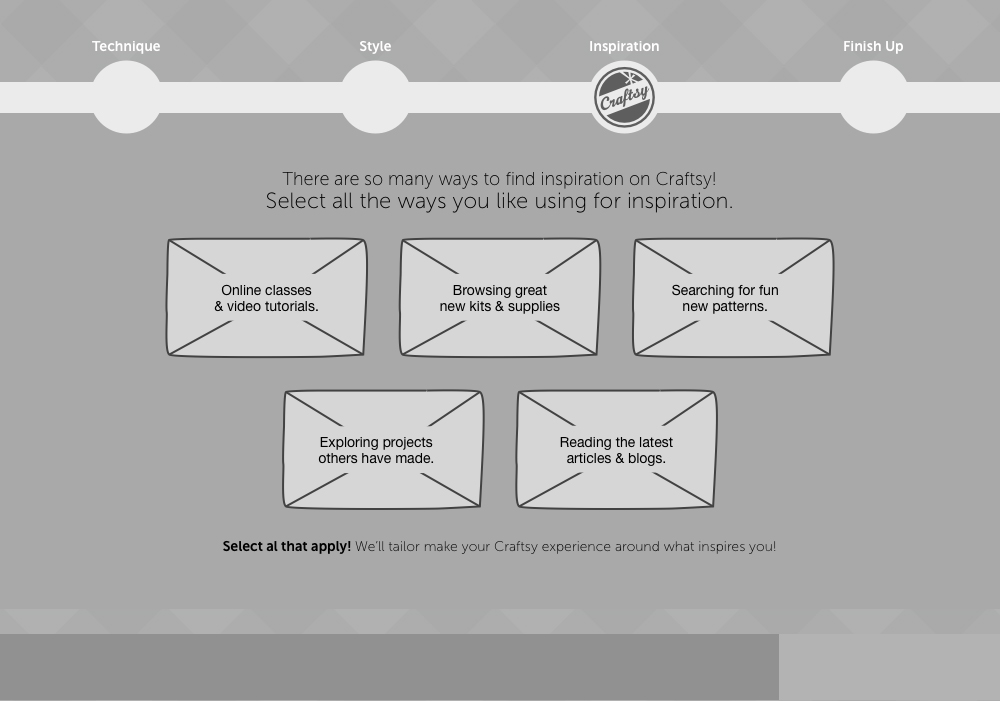 Technique
Style
Inspiration
Finish Up
Craftsy
There are so many ways to find inspiration on Craftsy!
Select all the ways you like using for inspiration.
Online classes
& video tutorials.
Browsing great
new kits & supplies
Searching for fun
new patterns.
Exploring projects
others have made.
Reading the latest
articles & blogs.
Select al that apply! We'll tailor make your Craftsy experience around what inspires you!